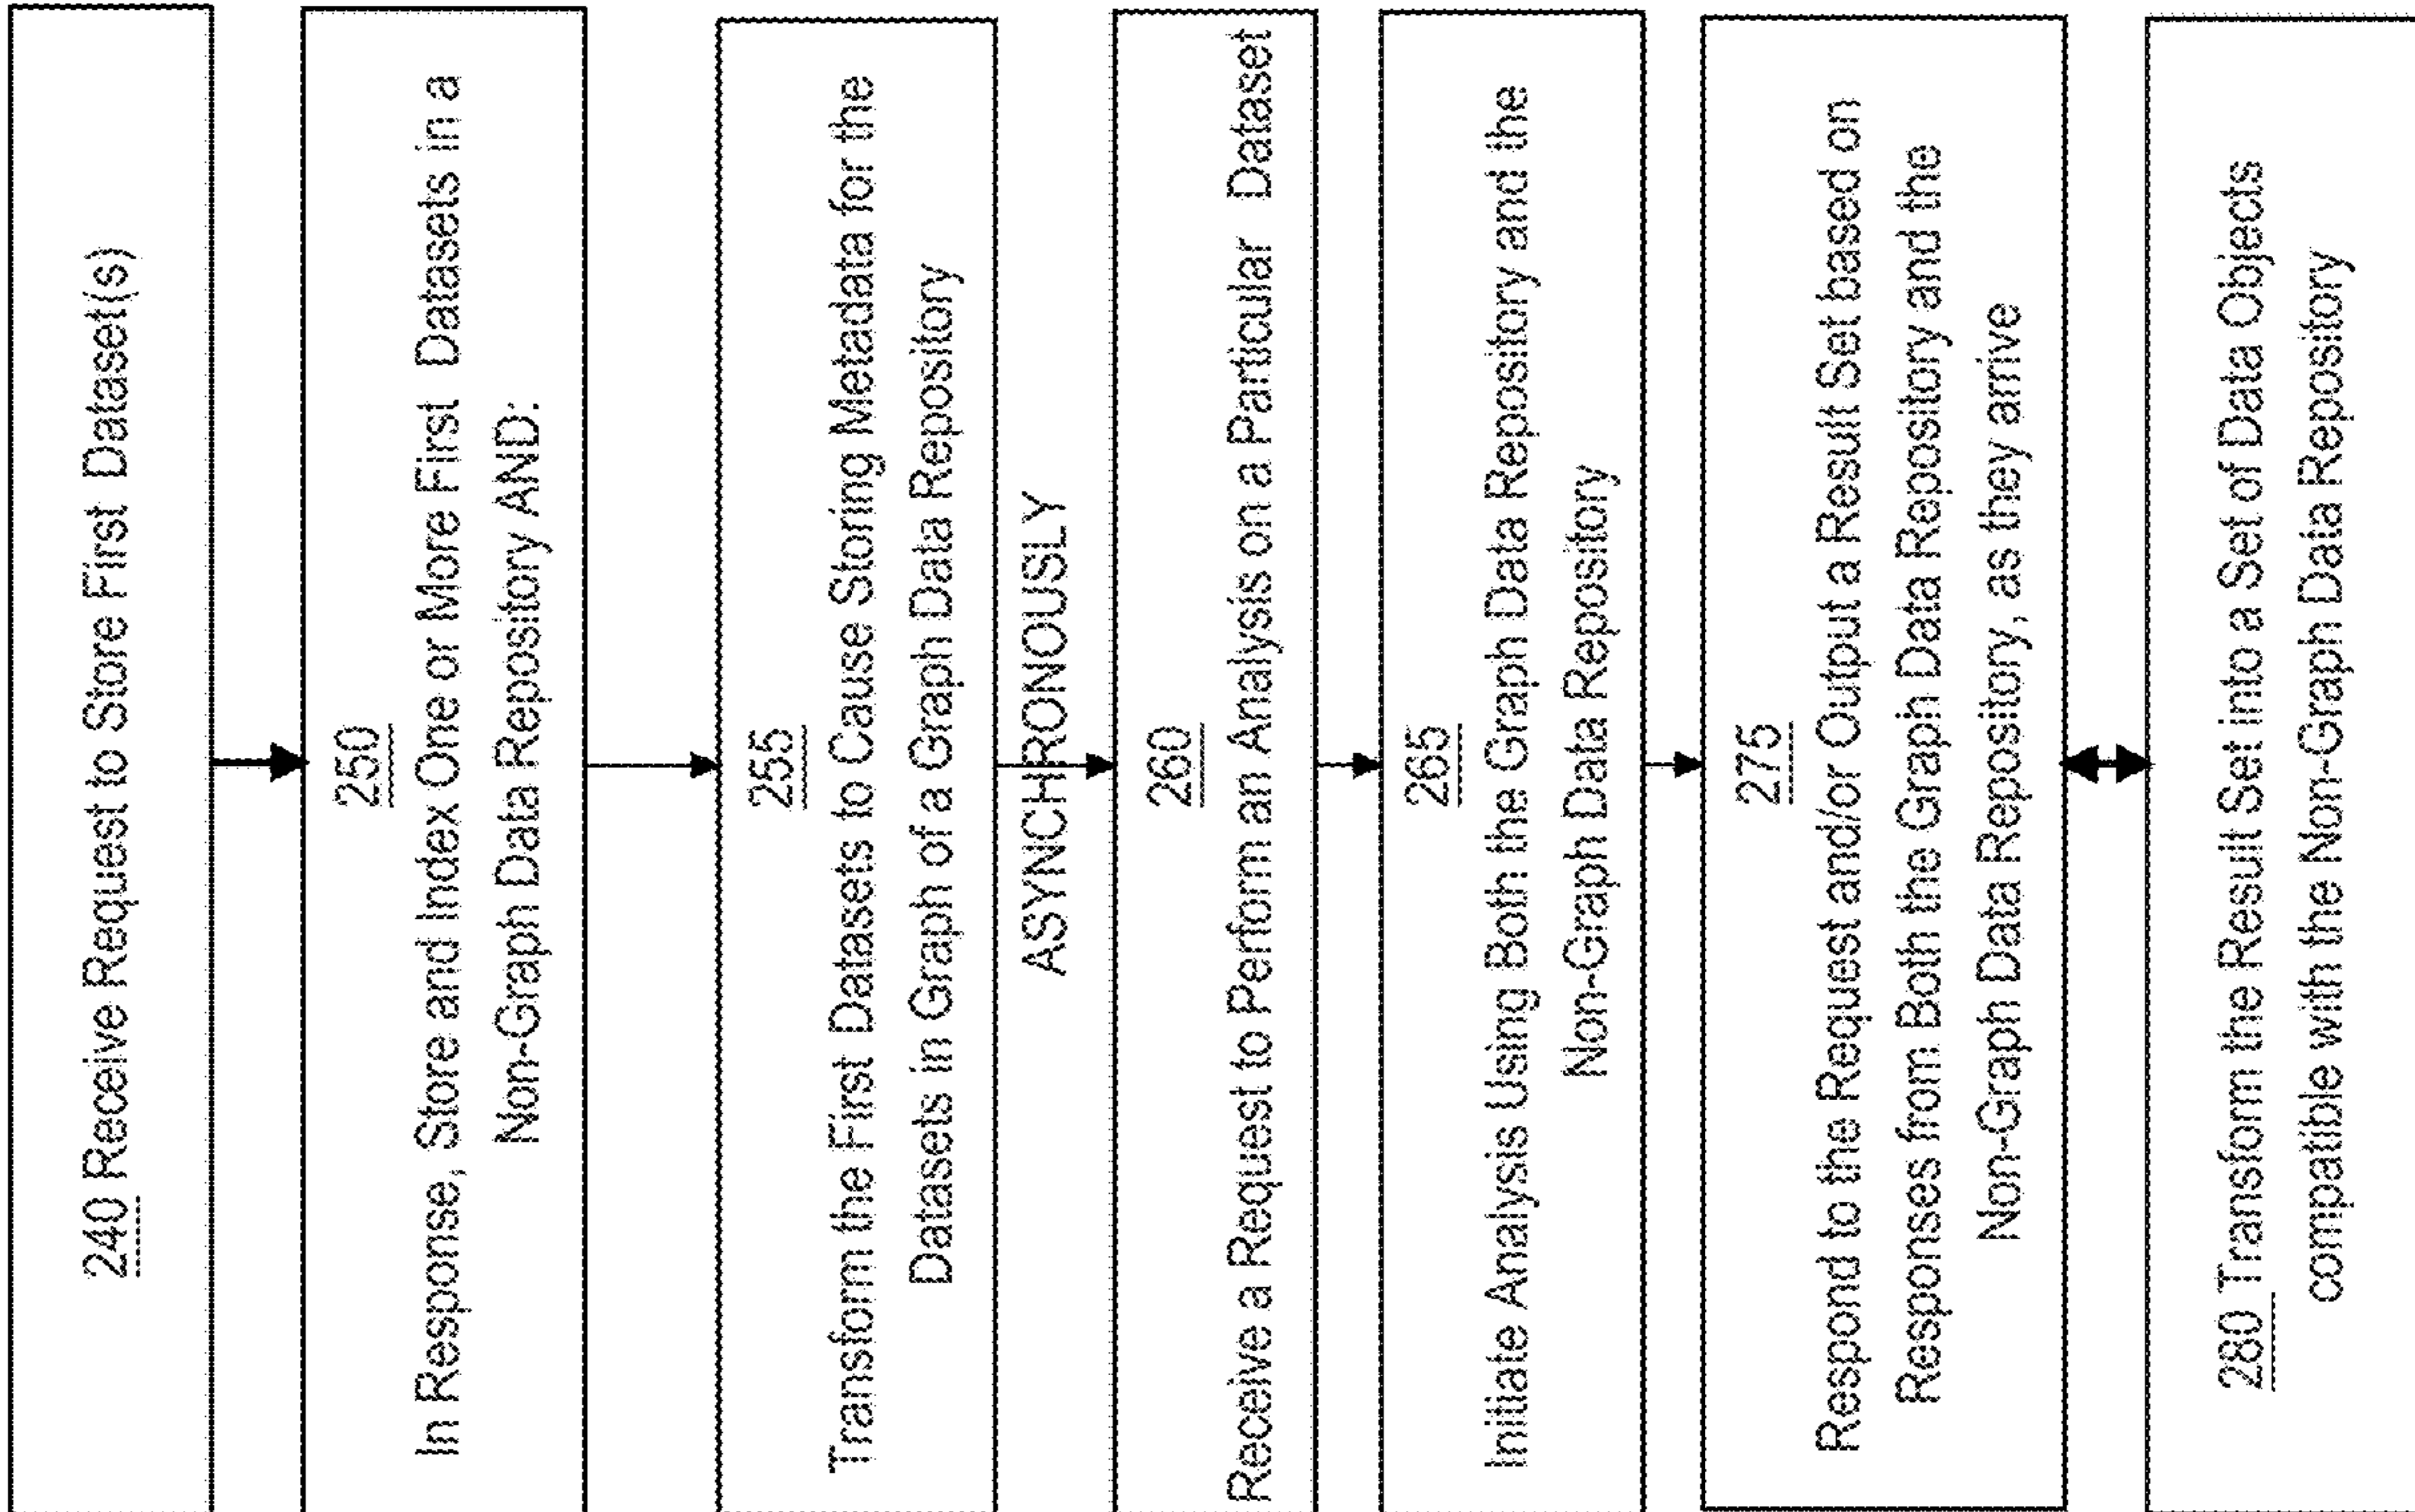 240 Receive Request to Store First Dataset(s)
250
In Response, Store and Index One or More First Datasets in a
Non-Graph Data Repository AND:
255
Transform the First Datasets to Cause Storing Metadata for the
Datasets in Graph of a Graph Data Repository
ASYNCHRONOUSLY
260
Receive a Request to Perform an Analysis on a Particular Dataset
265
Initiate Analysis Using Both the Graph Data Repository and the
Non-Graph Data Repository
275
Respond to the Request and/or Output a Result Set based on
Responses from Both the Graph Data Repository and the
Non-Graph Data Repository, as they arrive
280 Transform the Result Set into a Set of Data Objects
compatible with the Non-Graph Data Repository